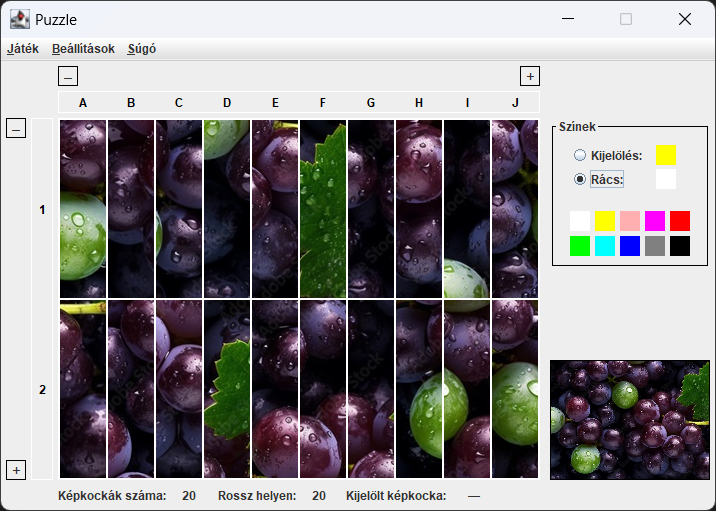 Puzzle
Játék Beállítások Súgó
– +
A B C D E F G H I J
–
1
2
+
Színek
Kijelölés:
Rács:
Képkockák száma: 20 Rossz helyen: 20 Kijelölt képkocka: —